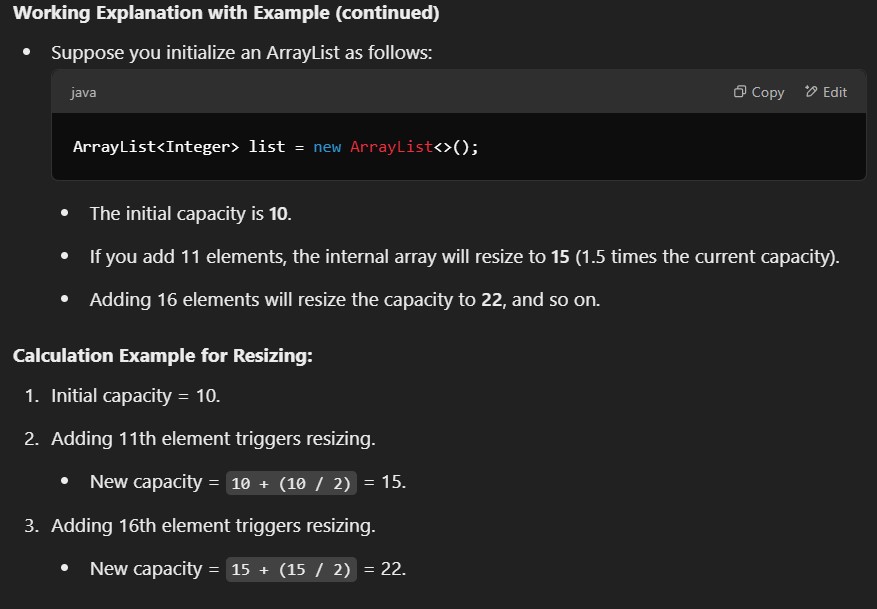 Working Explanation with Example (continued)
• Suppose you initialize an ArrayList as follows:
java Copy Edit
ArrayList<Integer> list = new ArrayList<>();
• The initial capacity is 10.
• If you add 11 elements, the internal array will resize to 15 (1.5 times the current capacity).
• Adding 16 elements will resize the capacity to 22, and so on.
Calculation Example for Resizing:
1. Initial capacity = 10.
2. Adding 11th element triggers resizing.
• New capacity = 10 + (10 / 2) = 15.
3. Adding 16th element triggers resizing.
• New capacity = 15 + (15 / 2) = 22.